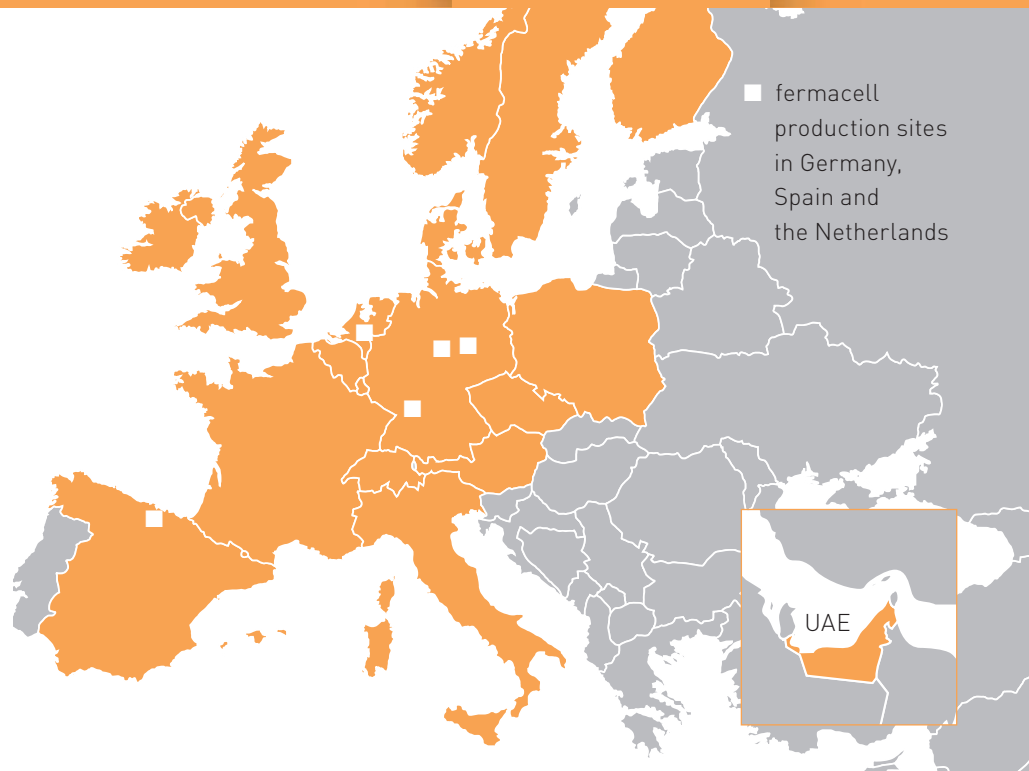 fermacell
production sites
in Germany,
Spain and
the Netherlands
UAE